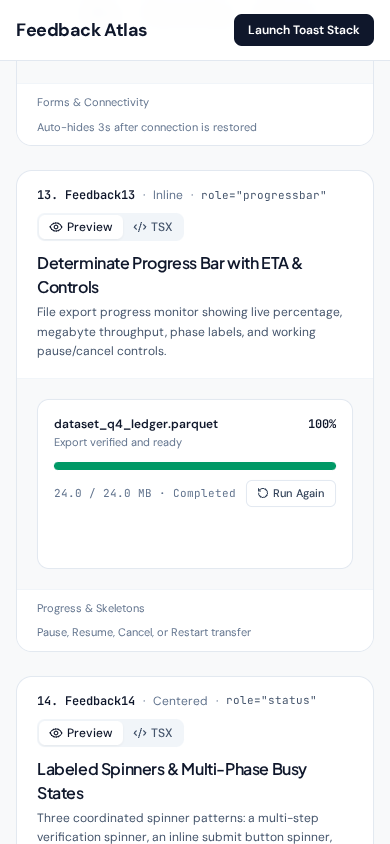 Feedback Atlas
Launch Toast Stack
Forms & Connectivity
Auto-hides 3s after connection is restored
13. Feedback13 · Inline · role="progressbar"
Preview
TSX
Determinate Progress Bar with ETA &
Controls
File export progress monitor showing live percentage,
megabyte throughput, phase labels, and working
pause/cancel controls.
dataset_q4_ledger.parquet
100%
Export verified and ready
24.0 / 24.0 MB · Completed
Run Again
Progress & Skeletons
Pause, Resume, Cancel, or Restart transfer
14. Feedback14 · Centered · role="status"
Preview
TSX
Labeled Spinners & Multi-Phase Busy
States
Three coordinated spinner patterns: a multi-step
verification spinner, an inline submit button spinner,